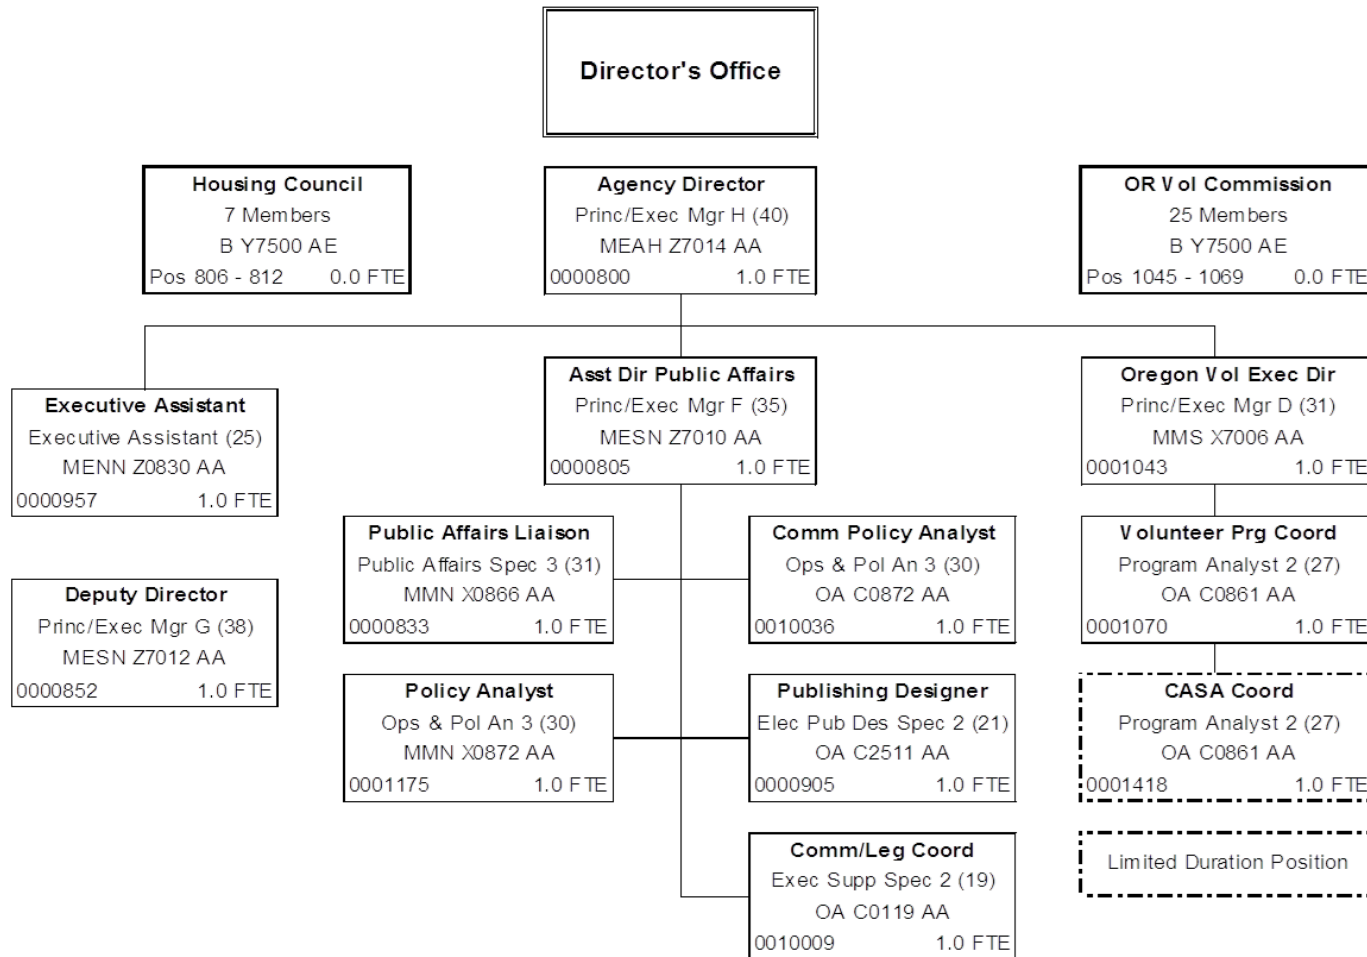 Director's Office
Housing Council
7 Members
B Y7500 AE
Pos 806 - 812 0.0 FTE
Agency Director
Princ/Exec Mgr H (40)
MEAH Z7014 AA
0000800 1.0 FTE
OR Vol Commission
25 Members
B Y7500 AE
Pos 1045 - 1069 0.0 FTE
Executive Assistant
Executive Assistant (25)
MENN Z0830 AA
0000957 1.0 FTE
Asst Dir Public Affairs
Princ/Exec Mgr F (35)
MESN Z7010 AA
0000805 1.0 FTE
Oregon Vol Exec Dir
Princ/Exec Mgr D (31)
MMS X7006 AA
0001043 1.0 FTE
Public Affairs Liaison
Public Affairs Spec 3 (31)
MMN X0866 AA
0000833 1.0 FTE
Comm Policy Analyst
Ops & Pol An 3 (30)
OA C0872 AA
0010036 1.0 FTE
Volunteer Prg Coord
Program Analyst 2 (27)
OA C0861 AA
0001070 1.0 FTE
Deputy Director
Princ/Exec Mgr G (38)
MESN Z7012 AA
0000852 1.0 FTE
Policy Analyst
Ops & Pol An 3 (30)
MMN X0872 AA
0001175 1.0 FTE
Publishing Designer
Elec Pub Des Spec 2 (21)
OA C2511 AA
0000905 1.0 FTE
CASA Coord
Program Analyst 2 (27)
OA C0861 AA
0001418 1.0 FTE
Comm/Leg Coord
Exec Supp Spec 2 (19)
OA C0119 AA
0010009 1.0 FTE
Limited Duration Position